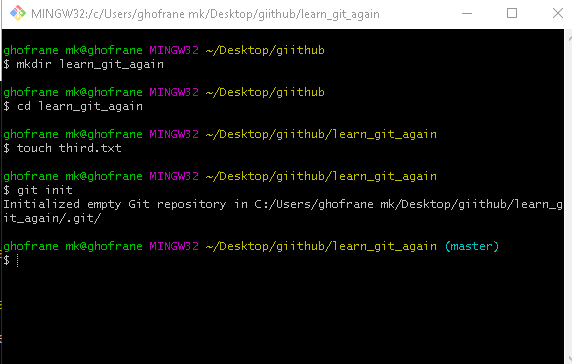 MINGW32:/c/Users/ghofrane mk/Desktop/giithub/learn_git_again
ghofrane mk@ghofrane MINGW32 ~/Desktop/giithub
$ mkdir learn_git_again
ghofrane mk@ghofrane MINGW32 ~/Desktop/giithub
$ cd learn_git_again
ghofrane mk@ghofrane MINGW32 ~/Desktop/giithub/learn_git_again
$ touch third.txt
ghofrane mk@ghofrane MINGW32 ~/Desktop/giithub/learn_git_again
$ git init
Initialized empty Git repository in C:/Users/ghofrane mk/Desktop/giithub/learn_g
it_again/.git/
ghofrane mk@ghofrane MINGW32 ~/Desktop/giithub/learn_git_again (master)
$